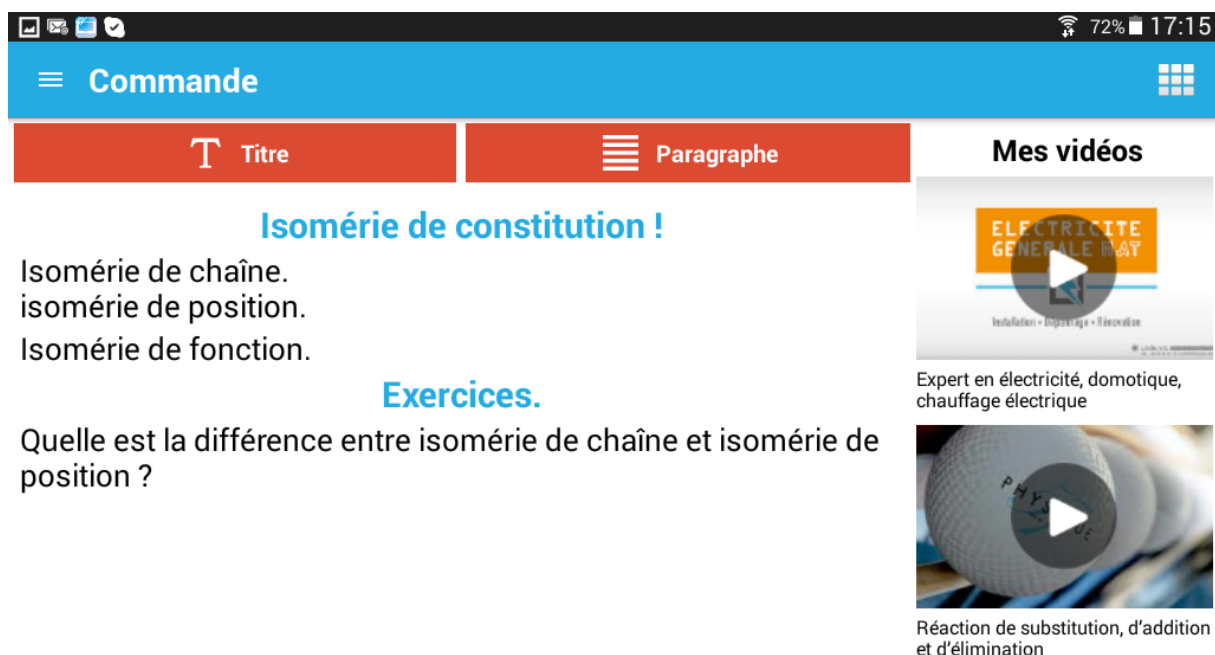 72% 17:15
Commande
T Titre
Paragraphe
Mes vidéos
Isomérie de constitution !
Isomérie de chaîne.
isomérie de position.
Isomérie de fonction.
Exercices.
Quelle est la différence entre isomérie de chaîne et isomérie de
position ?
ELECTRICITE
GENERALE MAT
Installation • Dépannage • Rénovation
Expert en électricité, domotique,
chauffage électrique
Réaction de substitution, d'addition
et d'élimination